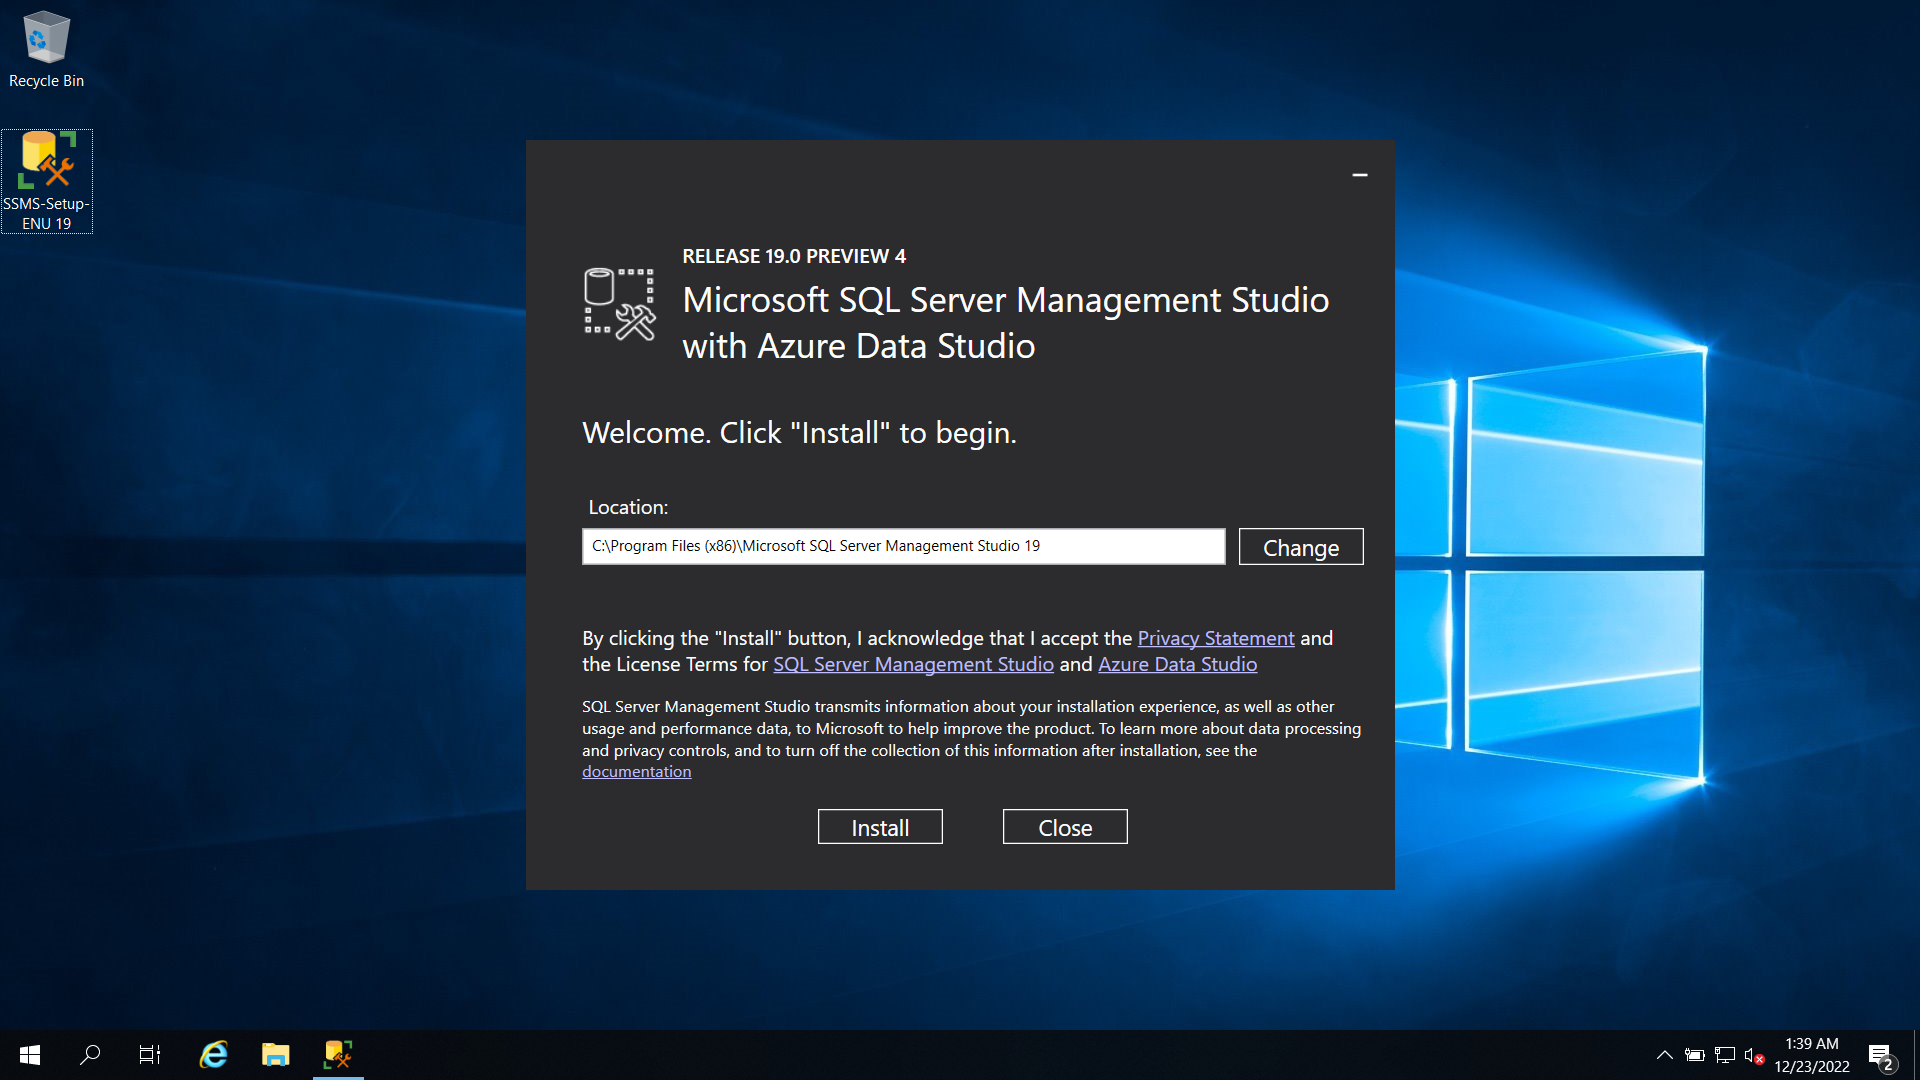 Recycle Bin
SSMS-Setup-
ENU 19
RELEASE 19.0 PREVIEW 4
Microsoft SQL Server Management Studio
with Azure Data Studio
Welcome. Click "Install" to begin.
Location:
C:\Program Files (x86)\Microsoft SQL Server Management Studio 19
Change
By clicking the "Install" button, I acknowledge that I accept the Privacy Statement and
the License Terms for SQL Server Management Studio and Azure Data Studio
SQL Server Management Studio transmits information about your installation experience, as well as other
usage and performance data, to Microsoft to help improve the product. To learn more about data processing
and privacy controls, and to turn off the collection of this information after installation, see the
documentation
Install
Close
1:39 AM
12/23/2022
2